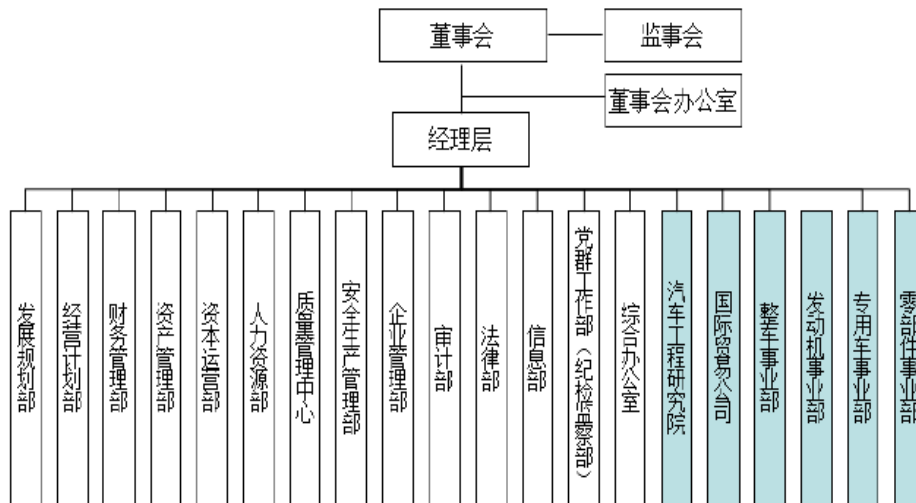 董事会
监事会
董事会办公室
经理层
发展规划部
经营计划部
财务管理部
资产管理部
资本运营部
人力资源部
质量管理中心
安全生产管理部
企业管理部
审计部
法律部
信息部
党群工作部（纪检监察部）
综合办公室
汽车工程研究院
国际贸易公司
整车事业部
发动机事业部
专用车事业部
零部件事业部